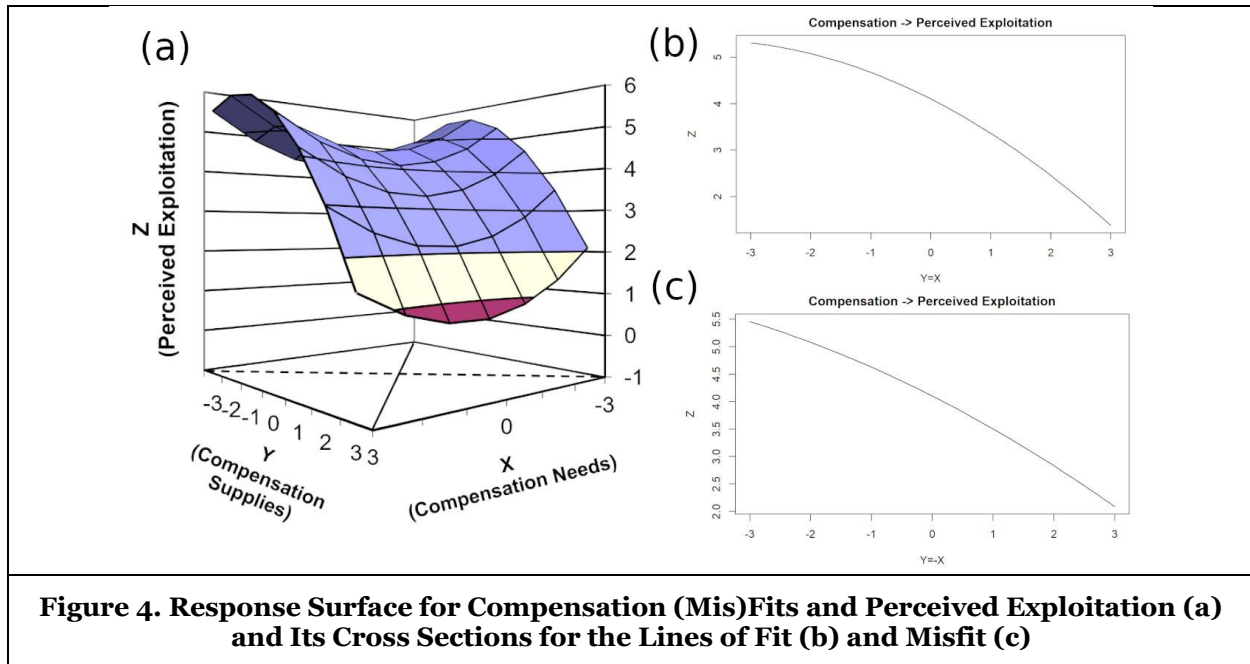 (a)
Z
(Perceived Exploitation)
6
5
4
3
2
1
0
-1
-3
-2
-1
0
1
2
3
Y
(Compensation
Supplies)
3
0
-3
X
(Compensation Needs)
(b)
Compensation -> Perceived Exploitation
Z
5
4
3
2
-3 -2 -1 0 1 2 3
Y=X
(c)
Compensation -> Perceived Exploitation
Z
5.5
5.0
4.5
4.0
3.5
3.0
2.5
2.0
-3 -2 -1 0 1 2 3
Y=-X
Figure 4. Response Surface for Compensation (Mis)Fits and Perceived Exploitation (a)
and Its Cross Sections for the Lines of Fit (b) and Misfit (c)